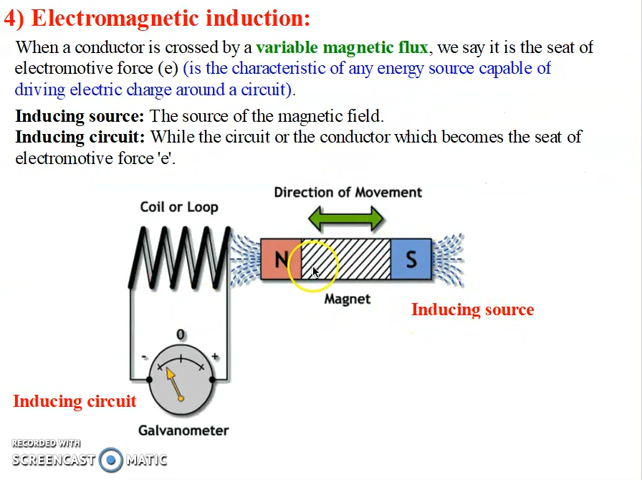 4) Electromagnetic induction:
When a conductor is crossed by a variable magnetic flux, we say it is the seat of
electromotive force (e) (is the characteristic of any energy source capable of
driving electric charge around a circuit).
Inducing source: The source of the magnetic field.
Inducing circuit: While the circuit or the conductor which becomes the seat of
electromotive force 'e'.
Direction of Movement
Coil or Loop
N
S
Magnet
Inducing source
0
- +
Inducing circuit
Galvanometer
RECORDED WITH
SCREENCAST MATIC